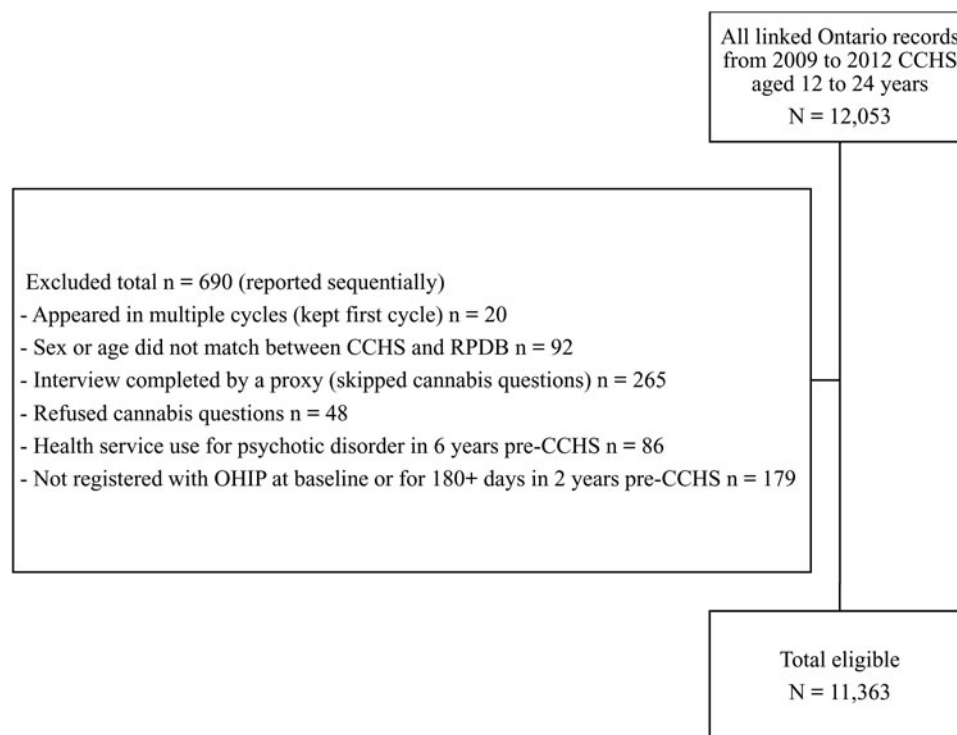 All linked Ontario records
from 2009 to 2012 CCHS
aged 12 to 24 years
N = 12,053
Excluded total n = 690 (reported sequentially)
- Appeared in multiple cycles (kept first cycle) n = 20
- Sex or age did not match between CCHS and RPDB n = 92
- Interview completed by a proxy (skipped cannabis questions) n = 265
- Refused cannabis questions n = 48
- Health service use for psychotic disorder in 6 years pre-CCHS n = 86
- Not registered with OHIP at baseline or for 180+ days in 2 years pre-CCHS n = 179
Total eligible
N = 11,363